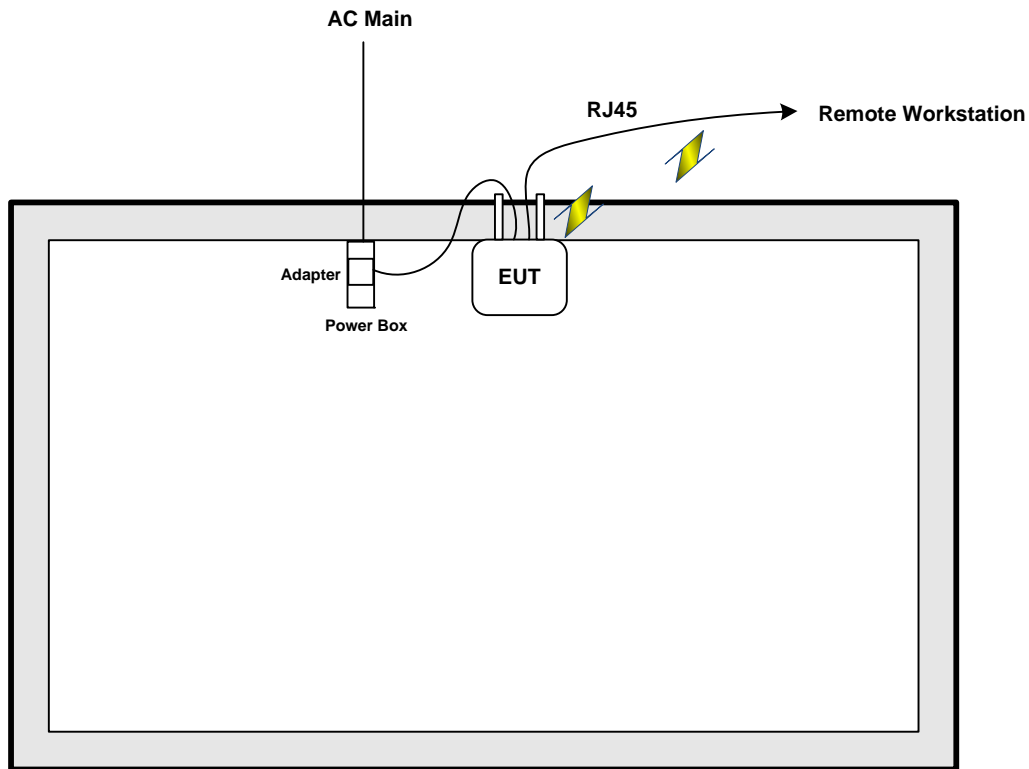 AC Main
RJ45
Remote Workstation
Adapter
EUT
Power Box